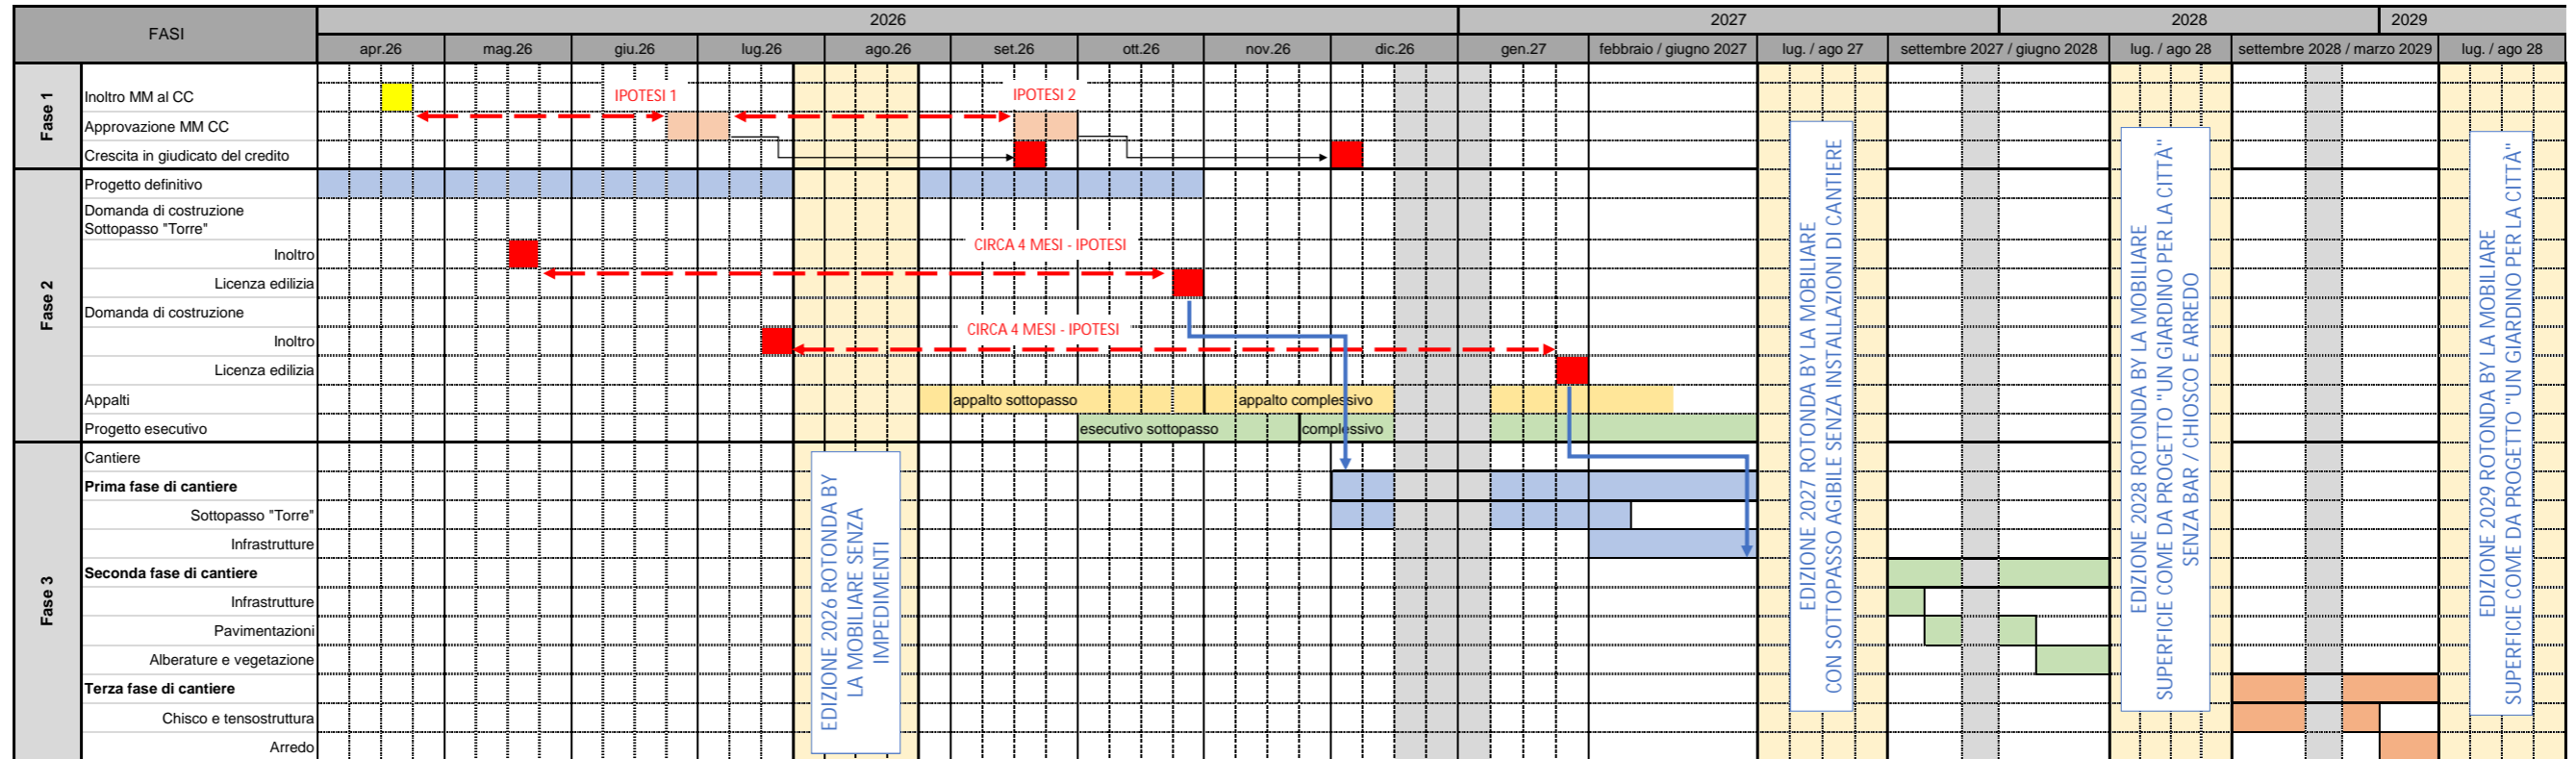 FASI
2026
2027
2028
2029
apr.26
mag.26
giu.26
lug.26
ago.26
set.26
ott.26
nov.26
dic.26
gen.27
febbraio / giugno 2027
lug. / ago 27
settembre 2027 / giugno 2028
lug. / ago 28
settembre 2028 / marzo 2029
lug. / ago 28
Fase 1
Inoltro MM al CC
IPOTESI 1
IPOTESI 2
Approvazione MM CC
Crescita in giudicato del credito
Fase 2
Progetto definitivo
Domanda di costruzione
Sottopasso "Torre"
Inoltro
CIRCA 4 MESI - IPOTESI
Licenza edilizia
Domanda di costruzione
Inoltro
CIRCA 4 MESI - IPOTESI
Licenza edilizia
Appalti
appalto sottopasso
appalto complessivo
Progetto esecutivo
esecutivo sottopasso
complessivo
Fase 3
Cantiere
Prima fase di cantiere
Sottopasso "Torre"
Infrastrutture
Seconda fase di cantiere
Infrastrutture
Pavimentazioni
Alberature e vegetazione
Terza fase di cantiere
Chisco e tensostruttura
Arredo
EDIZIONE 2026 ROTONDA BY
LA MOBILIARE SENZA
IMPEDIMENTI
EDIZIONE 2027 ROTONDA BY LA MOBILIARE
CON SOTTOPASSO AGIBILE SENZA INSTALLAZIONI DI CANTIERE
EDIZIONE 2028 ROTONDA BY LA MOBILIARE
SUPERFICIE COME DA PROGETTO "UN GIARDINO PER LA CITTÀ"
SENZA BAR / CHIOSCO E ARREDO
EDIZIONE 2029 ROTONDA BY LA MOBILIARE
SUPERFICIE COME DA PROGETTO "UN GIARDINO PER LA CITTÀ"